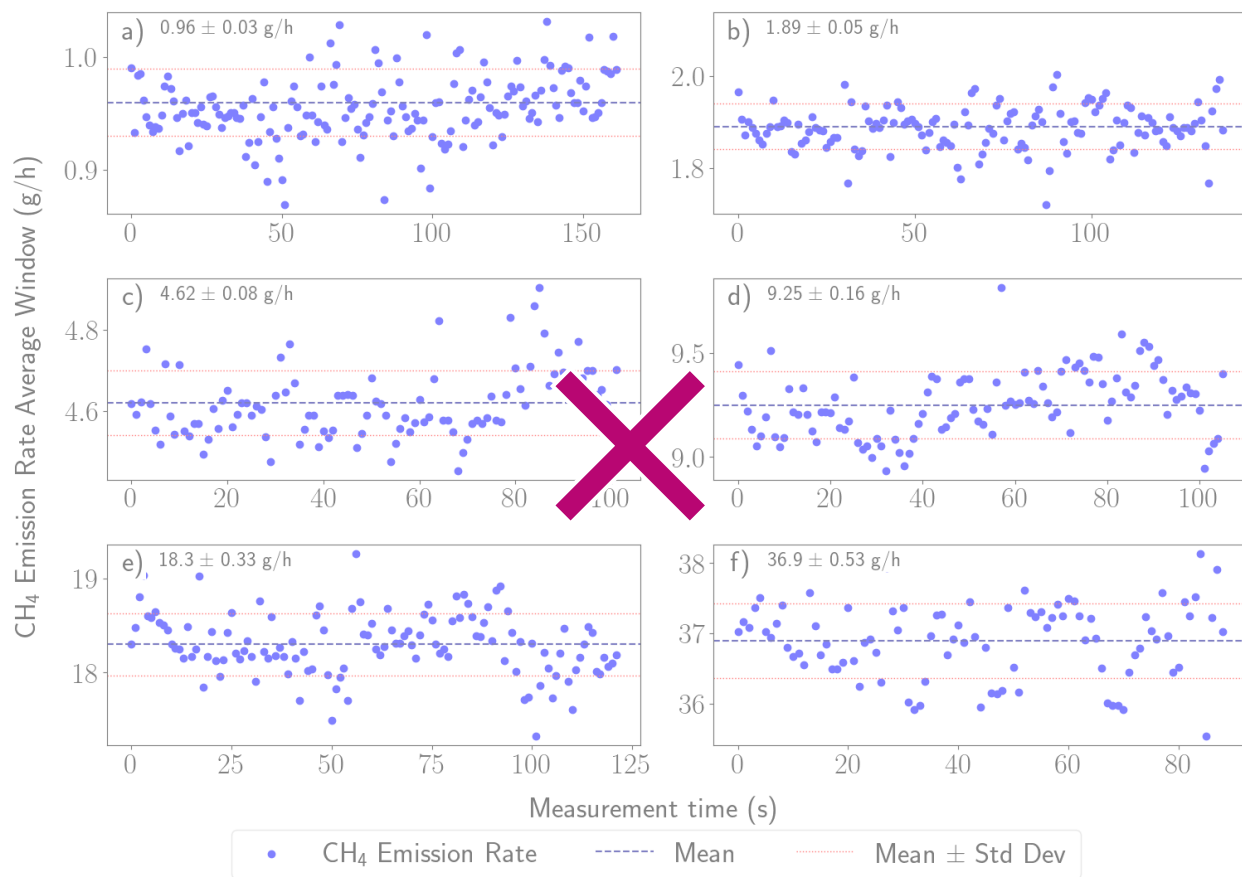 CH₄ Emission Rate Average Window (g/h)
a) 0.96 ± 0.03 g/h
1.0
0.9
0 50 100 150
b) 1.89 ± 0.05 g/h
2.0
1.8
0 50 100
c) 4.62 ± 0.08 g/h
4.8
4.6
0 20 40 60 80 100
d) 9.25 ± 0.16 g/h
9.5
9.0
0 20 40 60 80 100
e) 18.3 ± 0.33 g/h
19
18
0 25 50 75 100 125
f) 36.9 ± 0.53 g/h
38
37
36
0 20 40 60 80
Measurement time (s)
CH₄ Emission Rate Mean Mean ± Std Dev